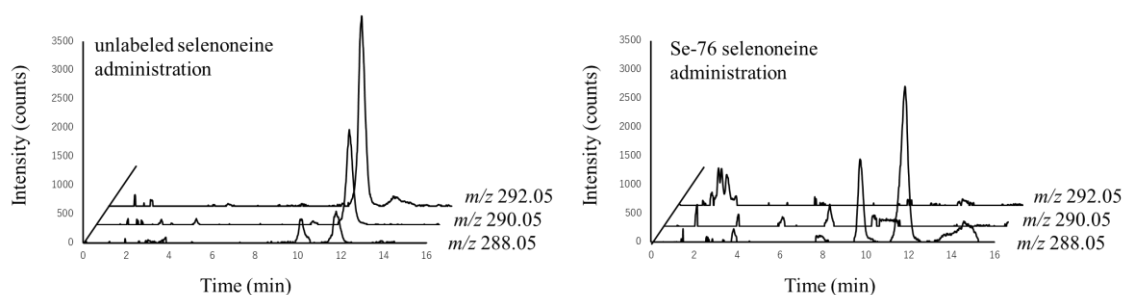 unlabeled selenoneine
administration
Intensity (counts)
3500
3000
2500
2000
1500
1000
500
0
m/z 292.05
m/z 290.05
m/z 288.05
0 2 4 6 8 10 12 14 16
Time (min)
Se-76 selenoneine
administration
Intensity (counts)
3500
3000
2500
2000
1500
1000
500
0
m/z 292.05
m/z 290.05
m/z 288.05
0 2 4 6 8 10 12 14 16
Time (min)